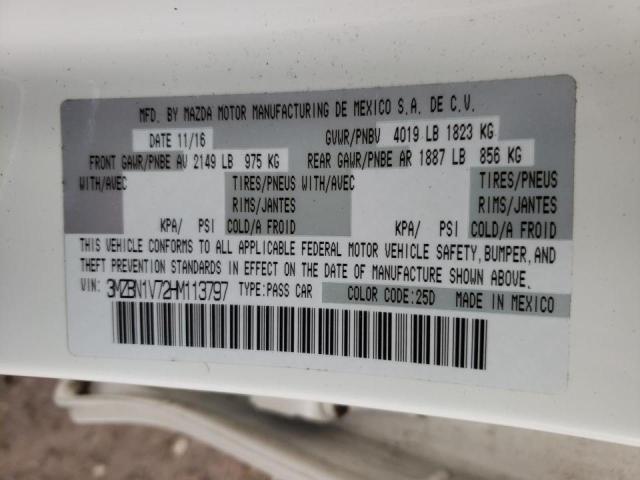 MFD. BY MAZDA MOTOR MANUFACTURING DE MEXICO S.A. DE C.V.
DATE 11/16 GVWR/PNBV 4019 LB 1823 KG
FRONT GAWR/PNBE AV 2149 LB 975 KG REAR GAWR/PNBE AR 1887 LB 856 KG
WITH/AVEC TIRES/PNEUS WITH/AVEC TIRES/PNEUS
RIMS/JANTES RIMS/JANTES
KPA/ PSI COLD/A FROID KPA/ PSI COLD/A FROID
THIS VEHICLE CONFORMS TO ALL APPLICABLE FEDERAL MOTOR VEHICLE SAFETY, BUMPER, AND
THEFT PREVENTION STANDARDS IN EFFECT ON THE DATE OF MANUFACTURE SHOWN ABOVE.
VIN: 3MZBN1V72HM113797 TYPE:PASS CAR COLOR CODE:25D MADE IN MEXICO